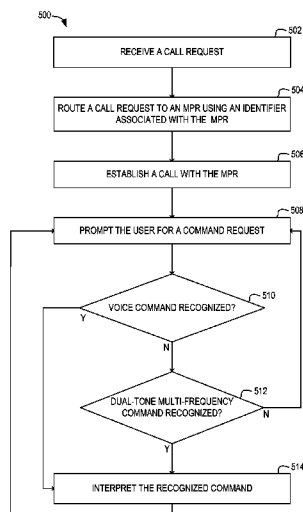 500
502
RECEIVE A CALL REQUEST
504
ROUTE A CALL REQUEST TO AN MPR USING AN IDENTIFIER
ASSOCIATED WITH THE MPR
506
ESTABLISH A CALL WITH THE MPR
508
PROMPT THE USER FOR A COMMAND REQUEST
510
VOICE COMMAND RECOGNIZED?
Y
N
512
DUAL-TONE MULTI-FREQUENCY
COMMAND RECOGNIZED?
N
Y
514
INTERPRET THE RECOGNIZED COMMAND